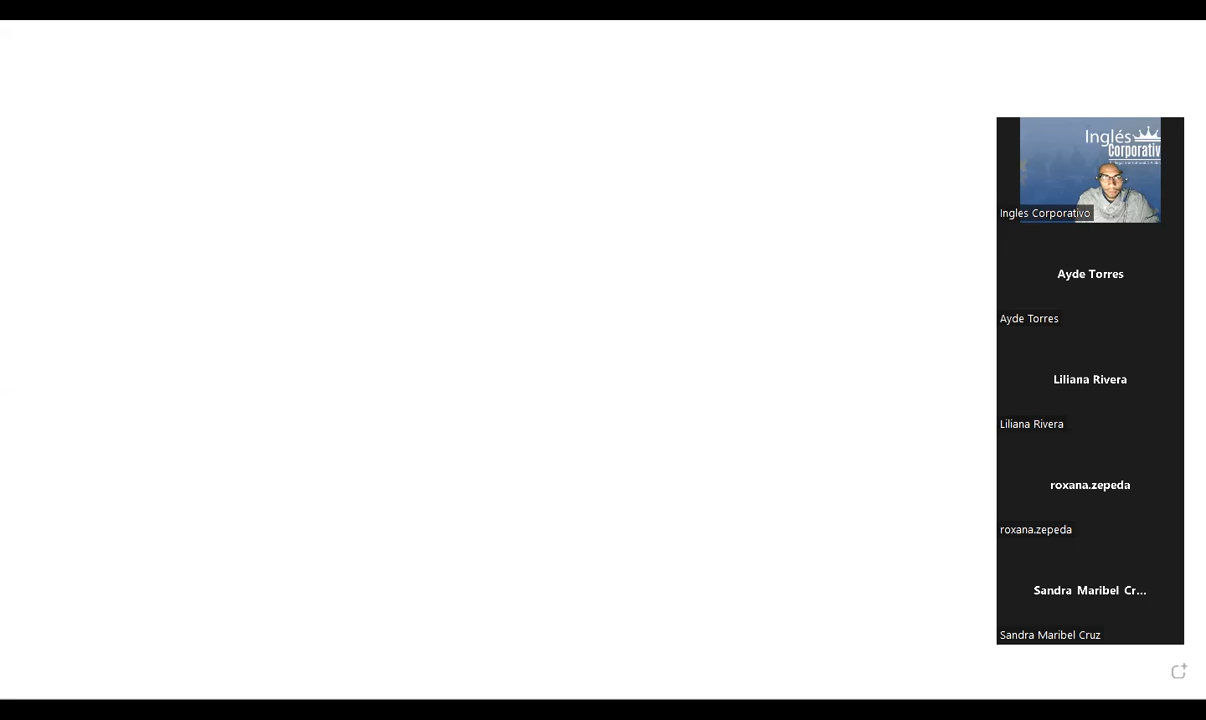 Inglés
Corporativ
Ingles Corporativo
Ayde Torres
Ayde Torres
Liliana Rivera
Liliana Rivera
roxana.zepeda
roxana.zepeda
Sandra Maribel Cr...
Sandra Maribel Cruz